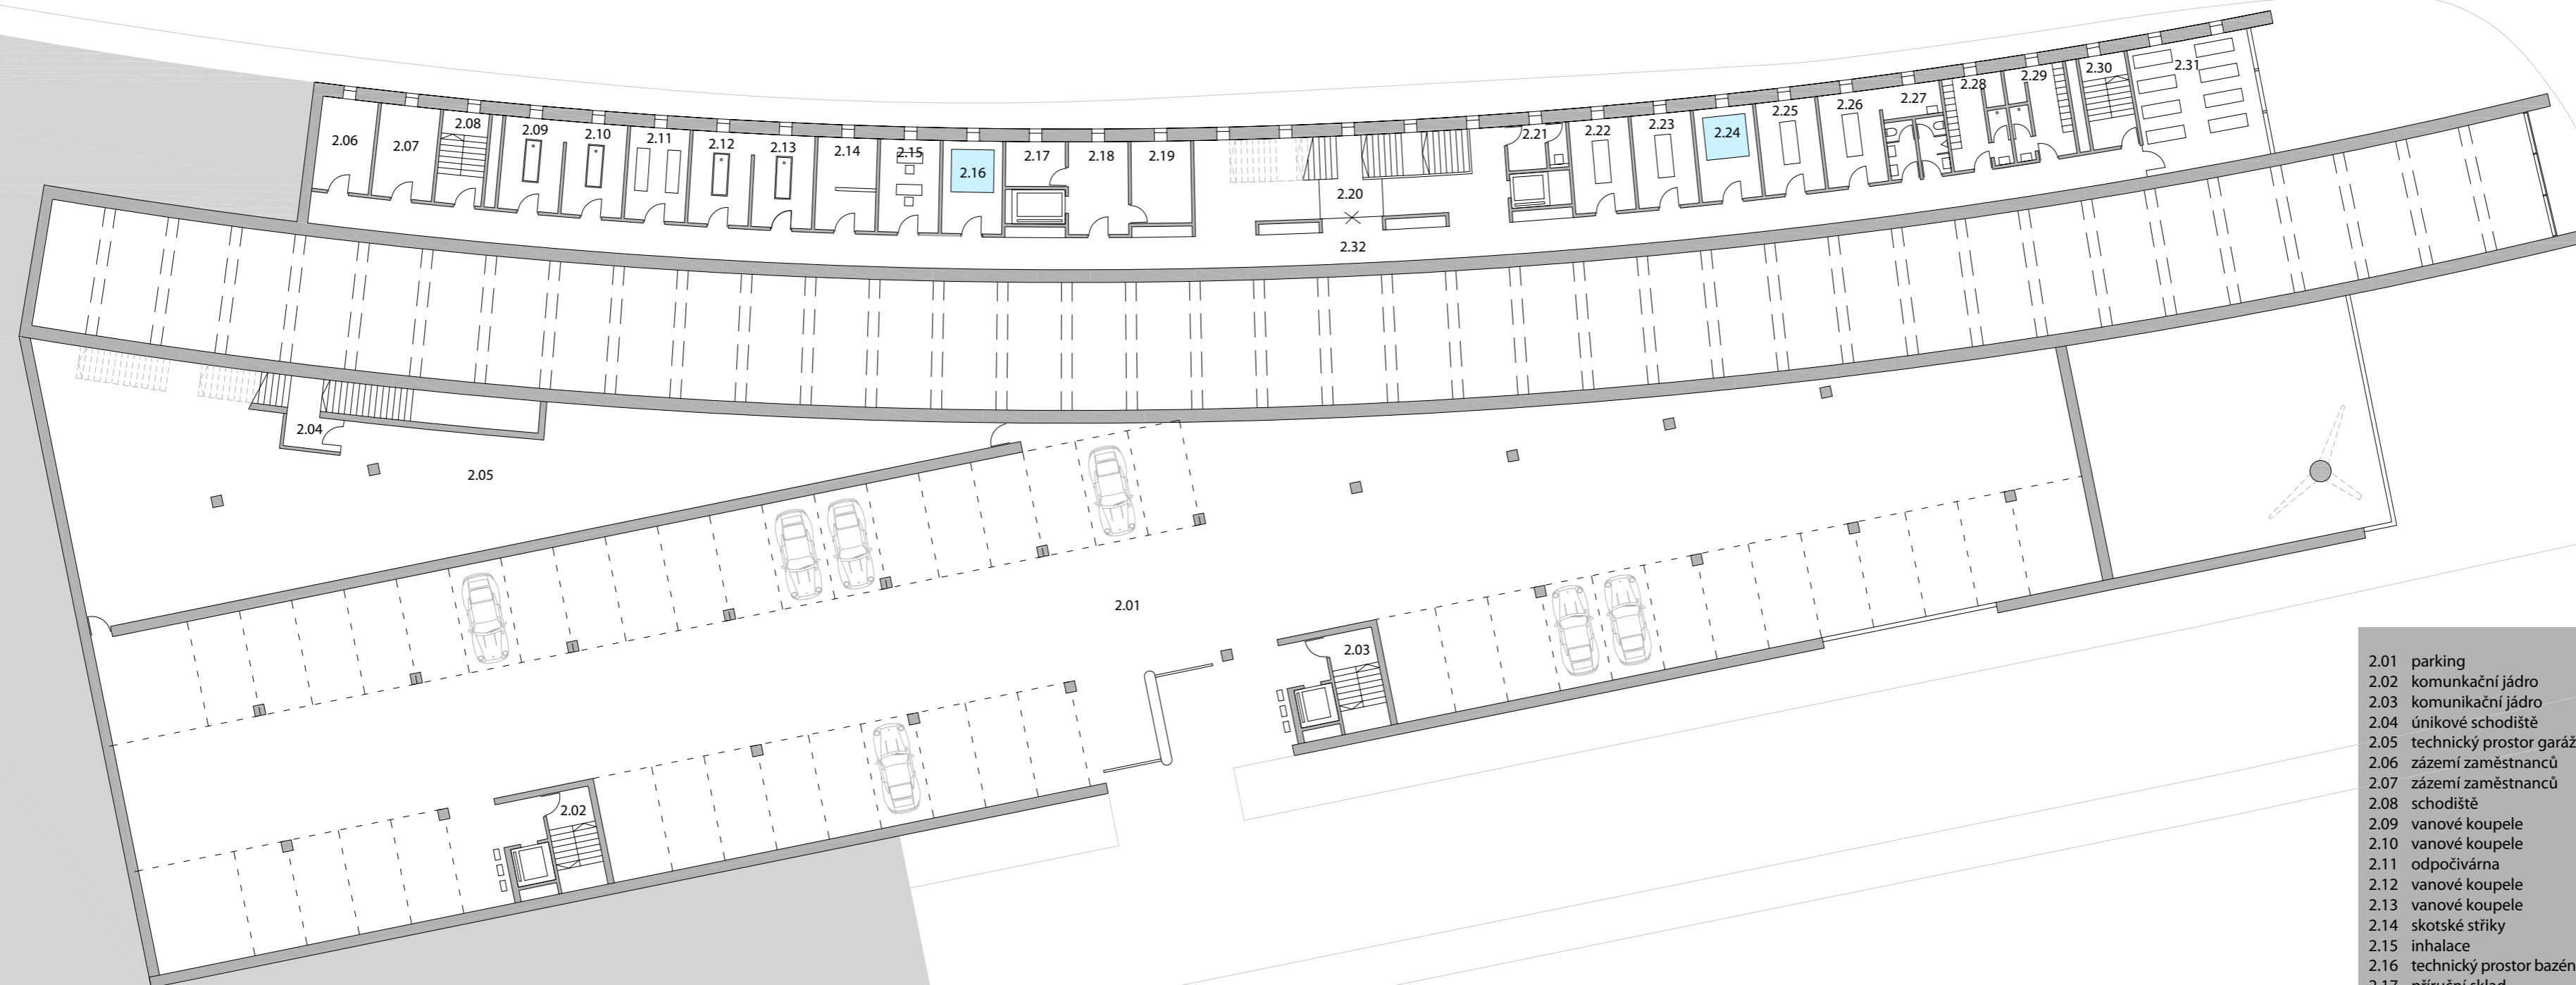 2.06
2.07
2.08
2.09
2.10
2.11
2.12
2.13
2.14
2.15
2.16
2.17
2.18
2.19
2.20
2.21
2.22
2.23
2.24
2.25
2.26
2.27
2.28
2.29
2.30
2.31
2.32
2.04
2.05
2.01
2.03
2.02
2.01 parking
2.02 komunkační jádro
2.03 komunikační jádro
2.04 únikové schodiště
2.05 technický prostor garáž
2.06 zázemí zaměstnanců
2.07 zázemí zaměstnanců
2.08 schodiště
2.09 vanové koupele
2.10 vanové koupele
2.11 odpočivárna
2.12 vanové koupele
2.13 vanové koupele
2.14 skotské střiky
2.15 inhalace
2.16 technický prostor bazén
2.17 příruční sklad